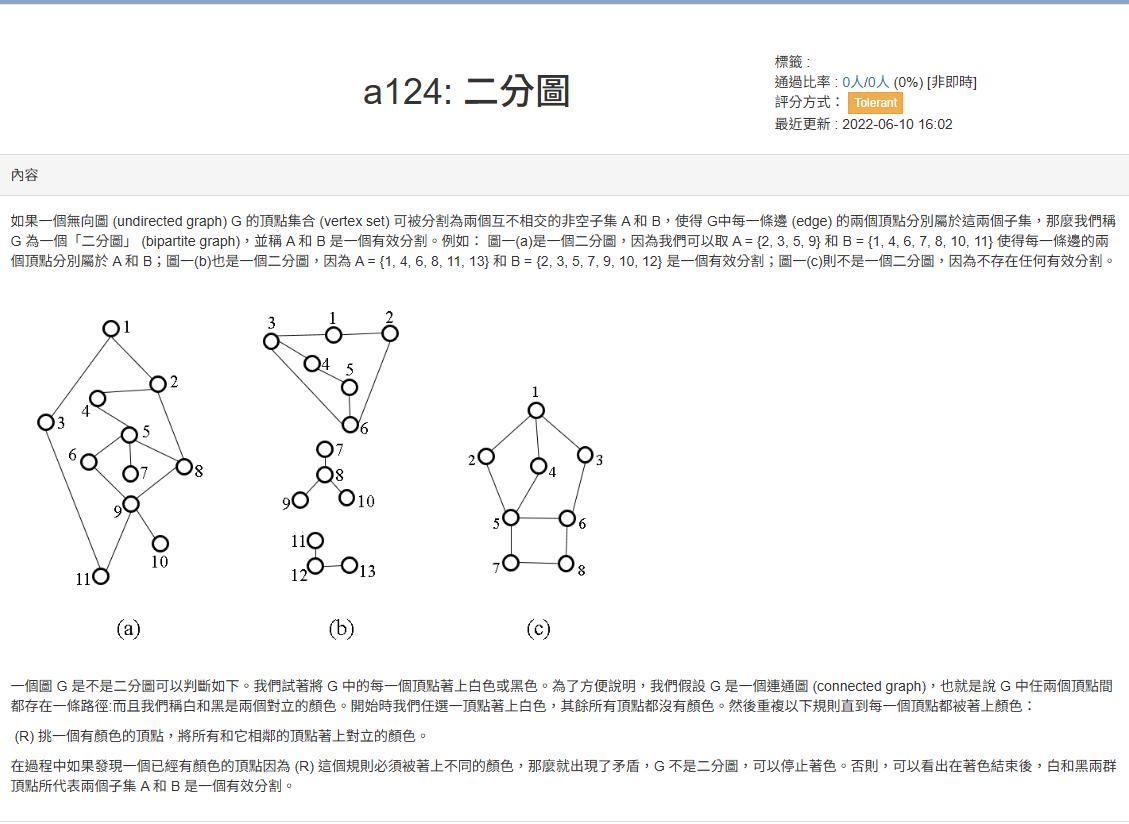 a124: 二分圖
標籤 :
通過比率 : 0人/0人 (0%) [非即時]
評分方式： Tolerant
最近更新 : 2022-06-10 16:02
內容
如果一個無向圖 (undirected graph) G 的頂點集合 (vertex set) 可被分割為兩個互不相交的非空子集 A 和 B，使得 G中每一條邊 (edge) 的兩個頂點分別屬於這兩個子集，那麼我們稱
G 為一個「二分圖」 (bipartite graph)，並稱 A 和 B 是一個有效分割。例如： 圖一(a)是一個二分圖，因為我們可以取 A = {2, 3, 5, 9} 和 B = {1, 4, 6, 7, 8, 10, 11} 使得每一條邊的兩
個頂點分別屬於 A 和 B；圖一(b)也是一個二分圖，因為 A = {1, 4, 6, 8, 11, 13} 和 B = {2, 3, 5, 7, 9, 10, 12} 是一個有效分割；圖一(c)則不是一個二分圖，因為不存在任何有效分割。
1
2
4
3
5
6
7
8
9
10
11
(a)
3
1
2
4
5
6
7
8
9
10
11
12
13
(b)
1
2
3
4
5
6
7
8
(c)
一個圖 G 是不是二分圖可以判斷如下。我們試著將 G 中的每一個頂點著上白色或黑色。為了方便說明，我們假設 G 是一個連通圖 (connected graph)，也就是說 G 中任兩個頂點間
都存在一條路徑:而且我們稱白和黑是兩個對立的顏色。開始時我們任選一頂點著上白色，其餘所有頂點都沒有顏色。然後重複以下規則直到每一個頂點都被著上顏色：
(R) 挑一個有顏色的頂點，將所有和它相鄰的頂點著上對立的顏色。
在過程中如果發現一個已經有顏色的頂點因為 (R) 這個規則必須被著上不同的顏色，那麼就出現了矛盾，G 不是二分圖，可以停止著色。否則，可以看出在著色結束後，白和黑兩群
頂點所代表兩個子集 A 和 B 是一個有效分割。